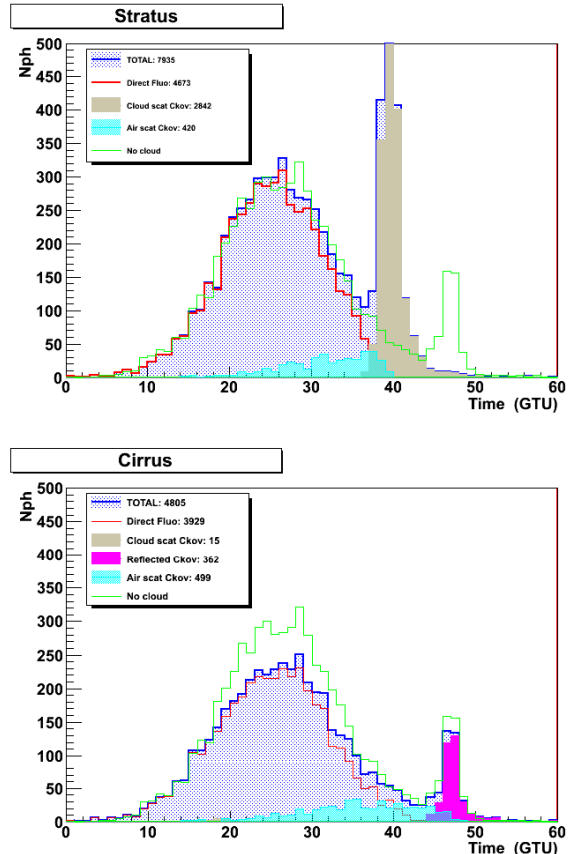 Stratus
Nph
500
450
400
350
300
250
200
150
100
50
0
TOTAL: 7935
Direct Fluo: 4673
Cloud scat Ckov: 2842
Air scat Ckov: 420
No cloud
0 10 20 30 40 50 60
Time (GTU)
Cirrus
Nph
500
450
400
350
300
250
200
150
100
50
0
TOTAL: 4805
Direct Fluo: 3929
Cloud scat Ckov: 15
Reflected Ckov: 362
Air scat Ckov: 499
No cloud
0 10 20 30 40 50 60
Time (GTU)